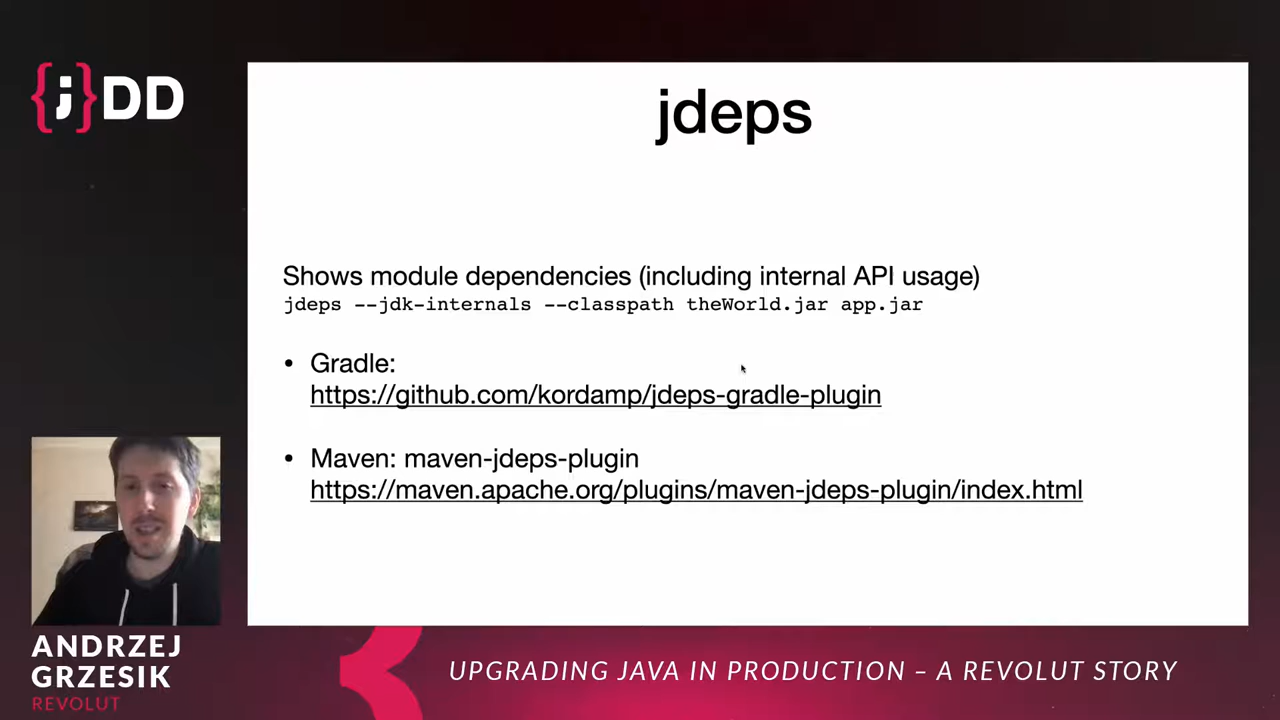 {;}DD
jdeps
Shows module dependencies (including internal API usage)
jdeps --jdk-internals --classpath theWorld.jar app.jar
• Gradle:
https://github.com/kordamp/jdeps-gradle-plugin
• Maven: maven-jdeps-plugin
https://maven.apache.org/plugins/maven-jdeps-plugin/index.html
ANDRZEJ
GRZESIK
REVOLUT
UPGRADING JAVA IN PRODUCTION – A REVOLUT STORY